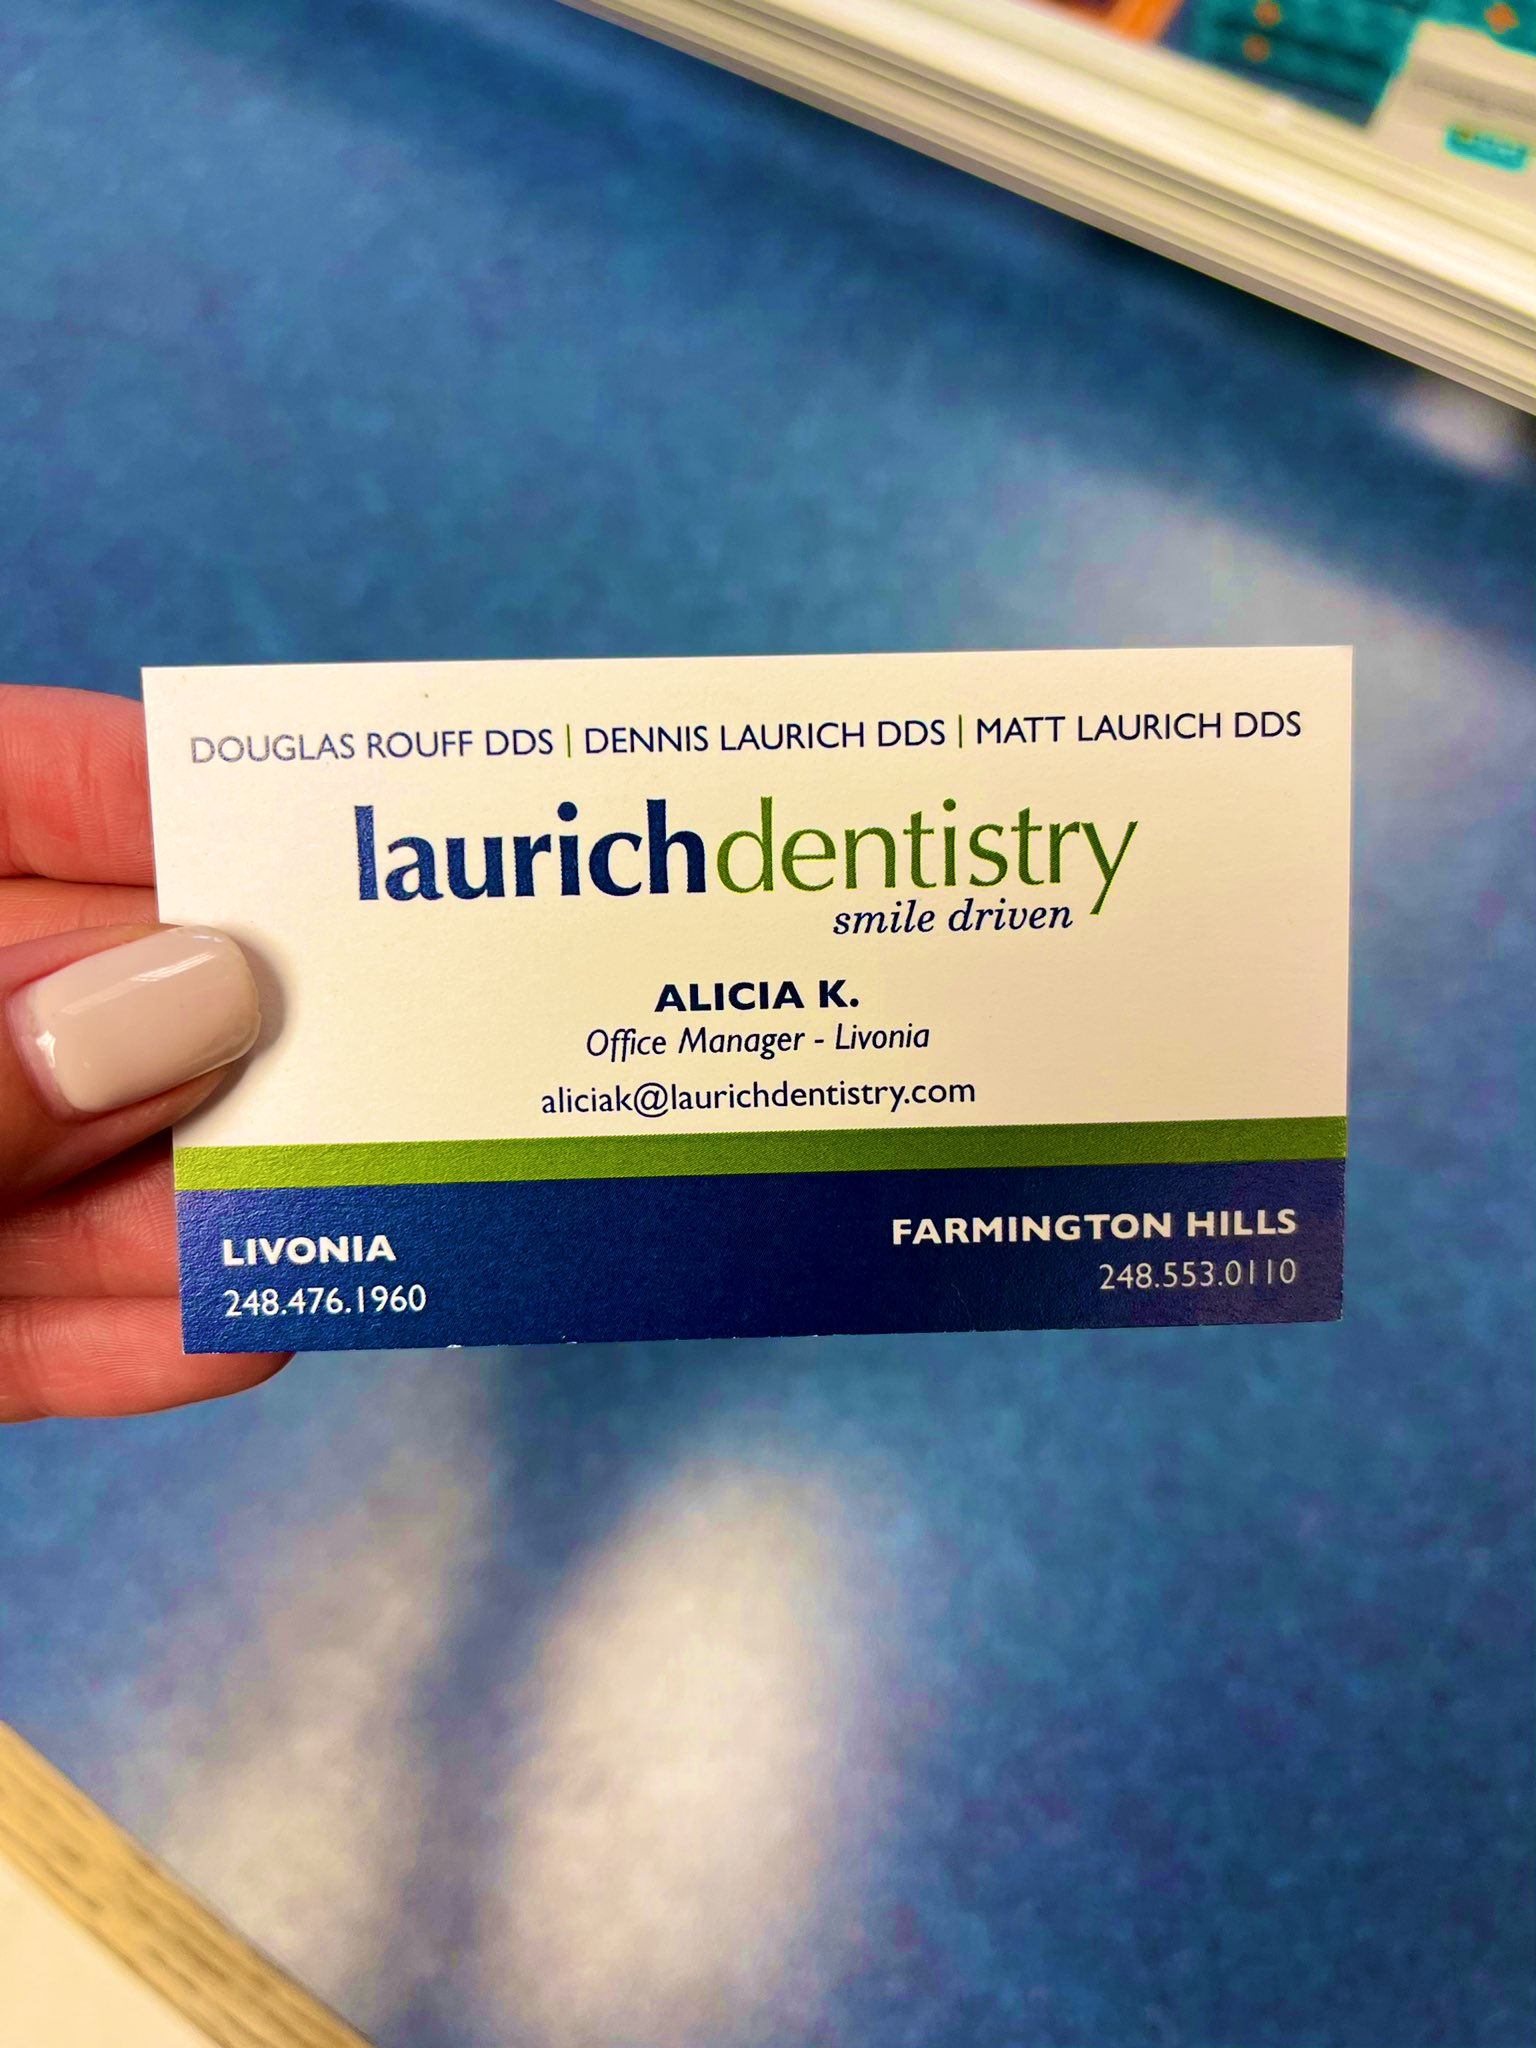 DOUGLAS ROUFF DDS | DENNIS LAURICH DDS | MATT LAURICH DDS
laurichdentistry
smile driven
ALICIA K.
Office Manager - Livonia
aliciak@laurichdentistry.com
LIVONIA
248.476.1960
FARMINGTON HILLS
248.553.0110